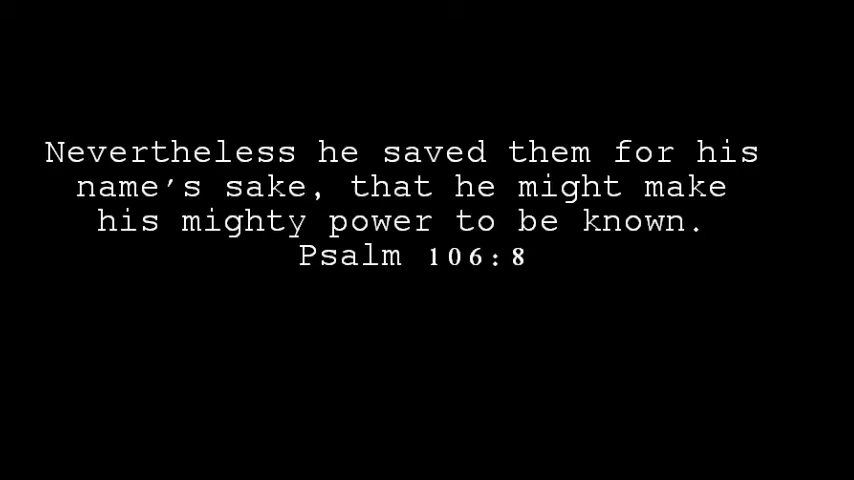 Nevertheless he saved them for his
name's sake, that he might make
his mighty power to be known.
Psalm 106:8